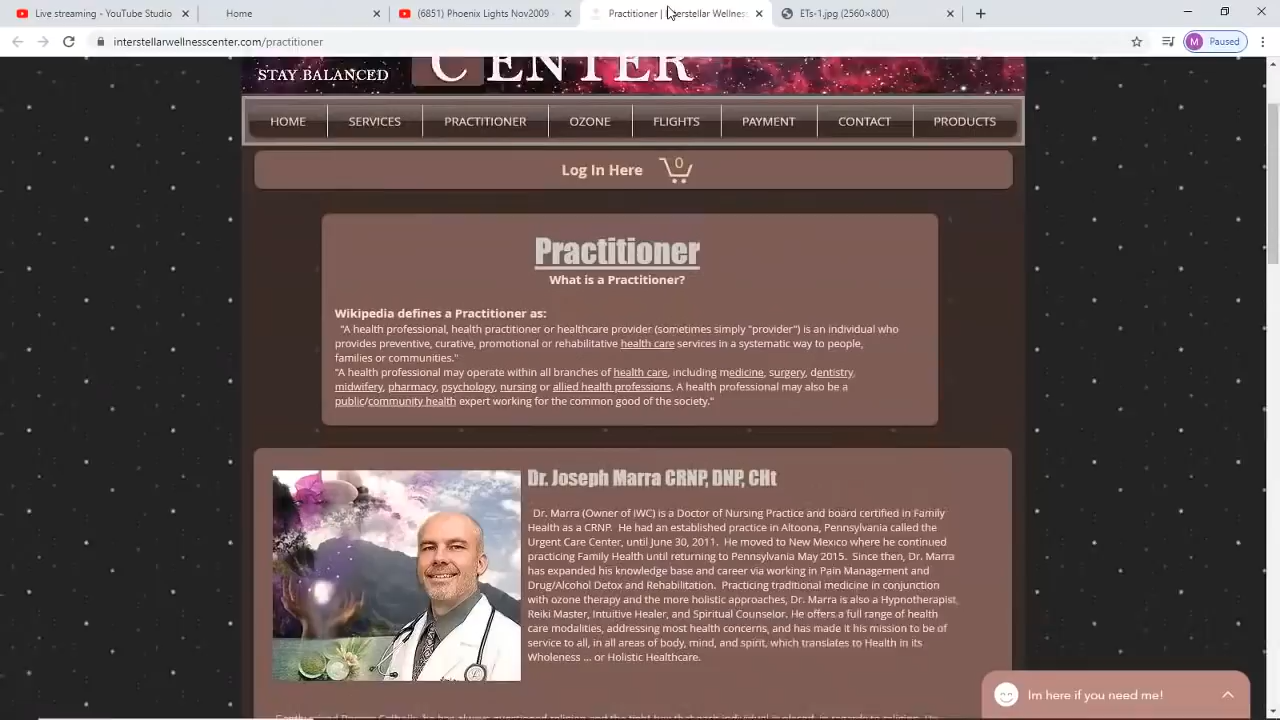 Live streaming - YouTube Studio
Home
(6851) Phoenix Lights Nov2009 -
Practitioner | Interstellar Wellness
ETs-1.jpg (2560×800)
interstellarwellnesscenter.com/practitioner
M Paused
STAY BALANCED
CENTER
HOME
SERVICES
PRACTITIONER
OZONE
FLIGHTS
PAYMENT
CONTACT
PRODUCTS
Log In Here
0
Practitioner
What is a Practitioner?
Wikipedia defines a Practitioner as:
"A health professional, health practitioner or healthcare provider (sometimes simply "provider") is an individual who
provides preventive, curative, promotional or rehabilitative health care services in a systematic way to people,
families or communities."
"A health professional may operate within all branches of health care, including medicine, surgery, dentistry,
midwifery, pharmacy, psychology, nursing or allied health professions. A health professional may also be a
public/community health expert working for the common good of the society."
Dr. Joseph Marra CRNP, DNP, CHt
Dr. Marra (Owner of IWC) is a Doctor of Nursing Practice and board certified in Family
Health as a CRNP. He had an established practice in Altoona, Pennsylvania called the
Urgent Care Center, until June 30, 2011. He moved to New Mexico where he continued
practicing Family Health until returning to Pennsylvania May 2015. Since then, Dr. Marra
has expanded his knowledge base and career via working in Pain Management and
Drug/Alcohol Detox and Rehabilitation. Practicing traditional medicine in conjunction
with ozone therapy and the more holistic approaches, Dr. Marra is also a Hypnotherapist,
Reiki Master, Intuitive Healer, and Spiritual Counselor. He offers a full range of health
care modalities, addressing most health concerns, and has made it his mission to be of
service to all, in all areas of body, mind, and spirit, which translates to Health in its
Wholeness ... or Holistic Healthcare.
Im here if you need me!